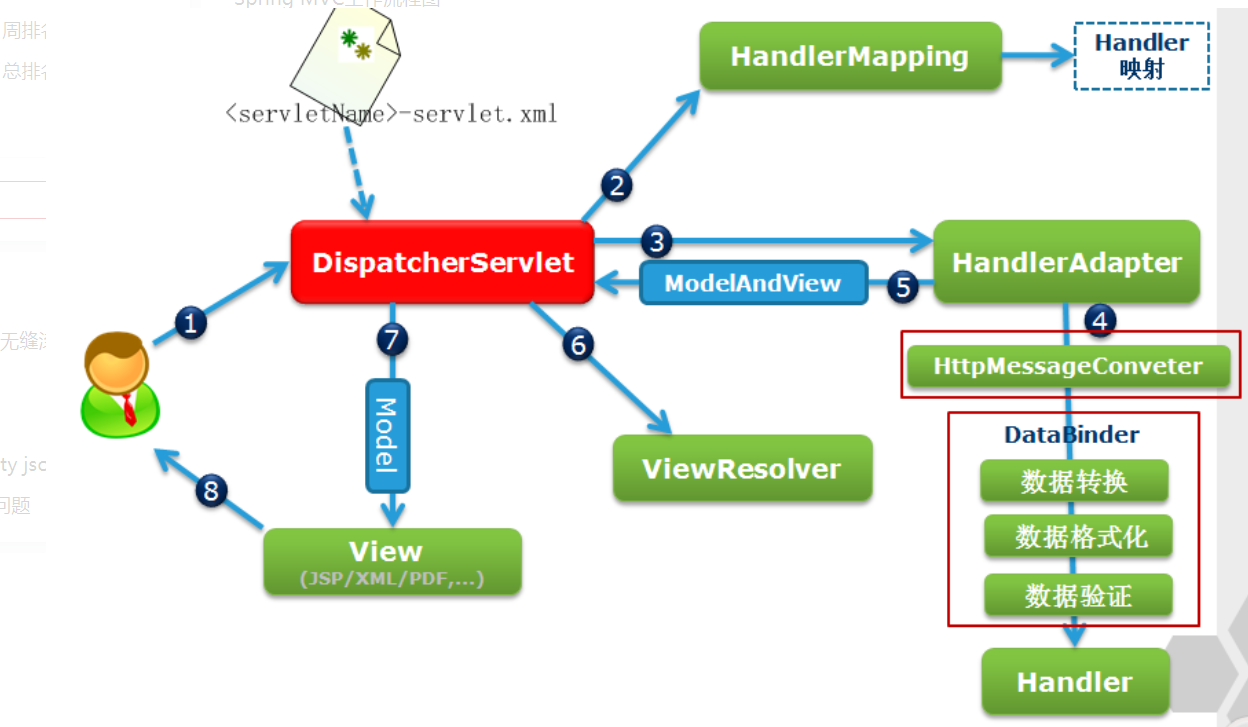 Spring MVC工作流程图
周排名
总排名
<servletName>-servlet.xml
HandlerMapping
Handler
映射
2
DispatcherServlet
3
HandlerAdapter
ModelAndView
5
1
7
6
4
无缝
HttpMessageConveter
Model
DataBinder
ViewResolver
ty jsc
数据转换
8
问题
数据格式化
View
(JSP/XML/PDF,...)
数据验证
Handler